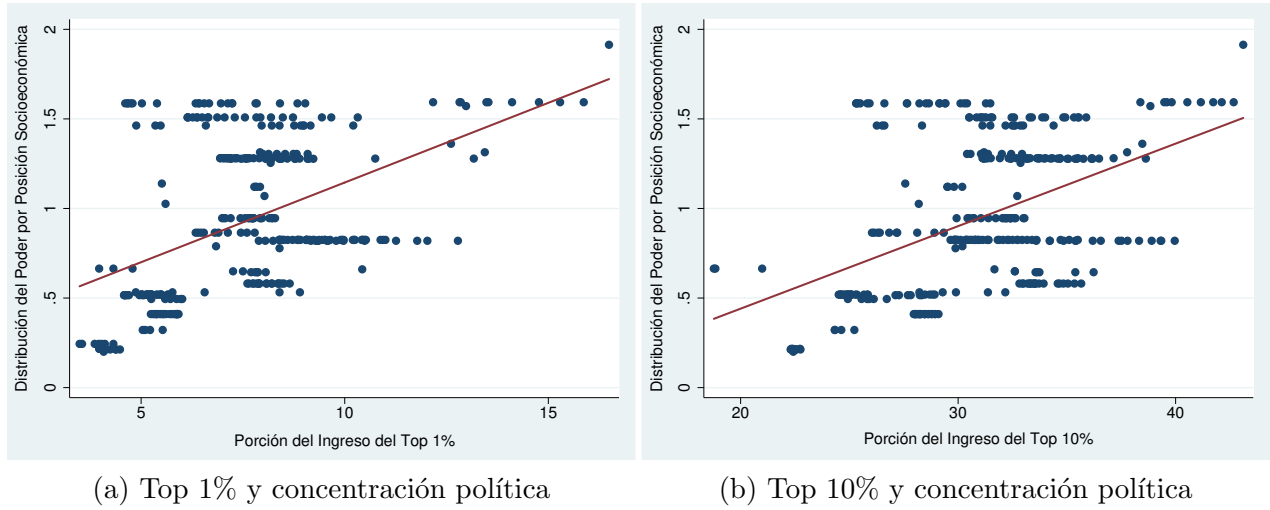 Distribución del Poder por Posición Socioeconómica
2
1.5
1
.5
0
5 10 15
Porción del Ingreso del Top 1%
(a) Top 1% y concentración política
Distribución del Poder por Posición Socioeconómica
2
1.5
1
.5
0
20 30 40
Porción del Ingreso del Top 10%
(b) Top 10% y concentración política